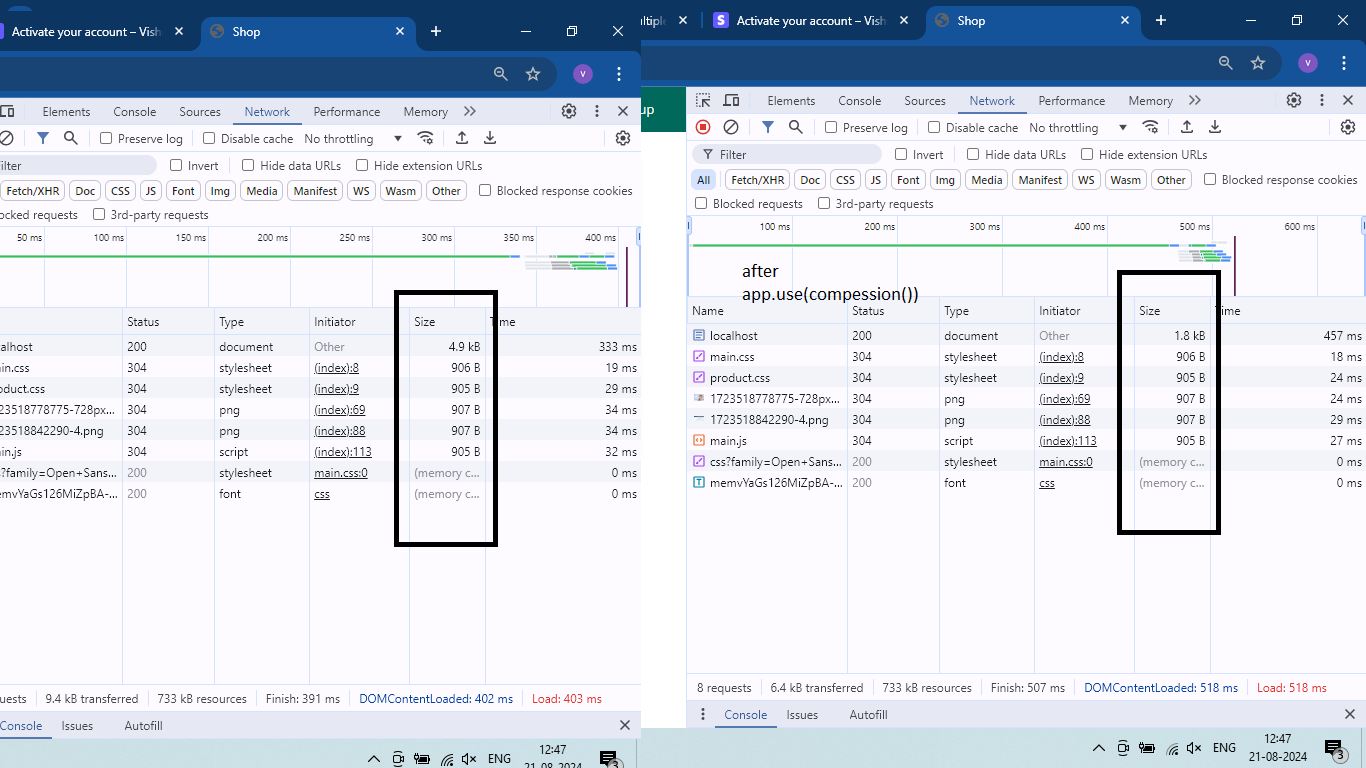 Activate your account – Vish
Shop
v
Elements Console Sources Network Performance Memory
Preserve log Disable cache No throttling
ilter Invert Hide data URLs Hide extension URLs
Fetch/XHR Doc CSS JS Font Img Media Manifest WS Wasm Other Blocked response cookies
ocked requests 3rd-party requests
50 ms 100 ms 150 ms 200 ms 250 ms 300 ms 350 ms 400 ms
Status Type Initiator Size Time
alhost 200 document Other 4.9 kB 333 ms
in.css 304 stylesheet (index):8 906 B 19 ms
oduct.css 304 stylesheet (index):9 905 B 29 ms
723518778775-728px... 304 png (index):69 907 B 34 ms
723518842290-4.png 304 png (index):88 907 B 34 ms
in.js 304 script (index):113 905 B 32 ms
s?family=Open+Sans... 200 stylesheet main.css:0 (memory c... 0 ms
emvYaGs126MiZpBA-... 200 font css (memory c... 0 ms
uests 9.4 kB transferred 733 kB resources Finish: 391 ms DOMContentLoaded: 402 ms Load: 403 ms
Console Issues Autofill
ENG 12:47
21-08-2024 3
ultiple Activate your account – Vish
Shop
v
up
Elements Console Sources Network Performance Memory
Preserve log Disable cache No throttling
Filter Invert Hide data URLs Hide extension URLs
All Fetch/XHR Doc CSS JS Font Img Media Manifest WS Wasm Other Blocked response cookies
Blocked requests 3rd-party requests
100 ms 200 ms 300 ms 400 ms 500 ms 600 ms
after
app.use(compession())
Name Status Type Initiator Size Time
localhost 200 document Other 1.8 kB 457 ms
main.css 304 stylesheet (index):8 906 B 18 ms
product.css 304 stylesheet (index):9 905 B 24 ms
1723518778775-728px... 304 png (index):69 907 B 24 ms
1723518842290-4.png 304 png (index):88 907 B 29 ms
main.js 304 script (index):113 905 B 27 ms
css?family=Open+Sans... 200 stylesheet main.css:0 (memory c... 0 ms
memvYaGs126MiZpBA-... 200 font css (memory c... 0 ms
8 requests 6.4 kB transferred 733 kB resources Finish: 507 ms DOMContentLoaded: 518 ms Load: 518 ms
Console Issues Autofill
ENG 12:47
21-08-2024 3